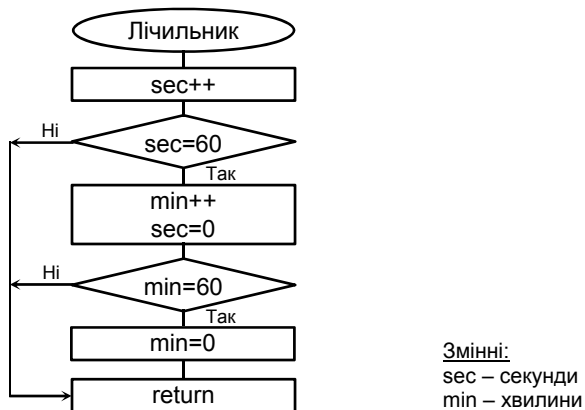 Лічильник
sec++
Ні
sec=60
Так
min++
sec=0
Ні
min=60
Так
min=0
return
Змінні:
sec – секунди
min – хвилини